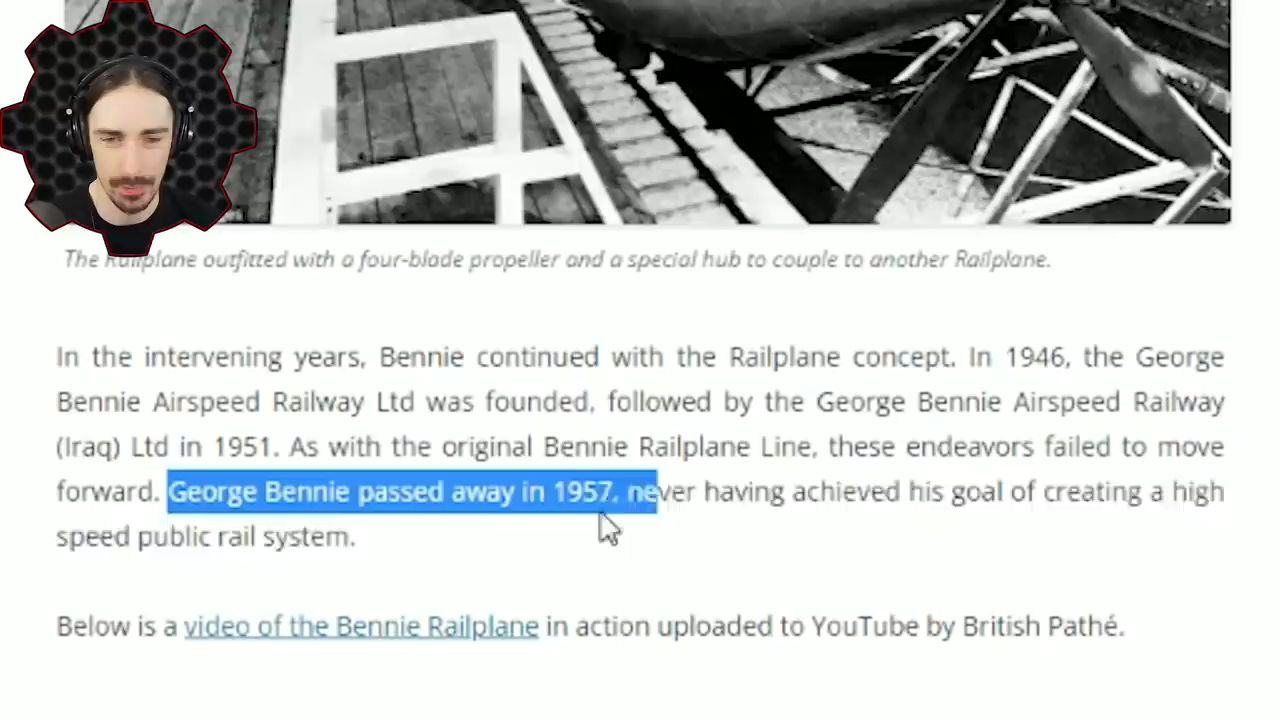 The Railplane outfitted with a four-blade propeller and a special hub to couple to another Railplane.
In the intervening years, Bennie continued with the Railplane concept. In 1946, the George
Bennie Airspeed Railway Ltd was founded, followed by the George Bennie Airspeed Railway
(Iraq) Ltd in 1951. As with the original Bennie Railplane Line, these endeavors failed to move
forward. George Bennie passed away in 1957, never having achieved his goal of creating a high
speed public rail system.
Below is a video of the Bennie Railplane in action uploaded to YouTube by British Pathé.